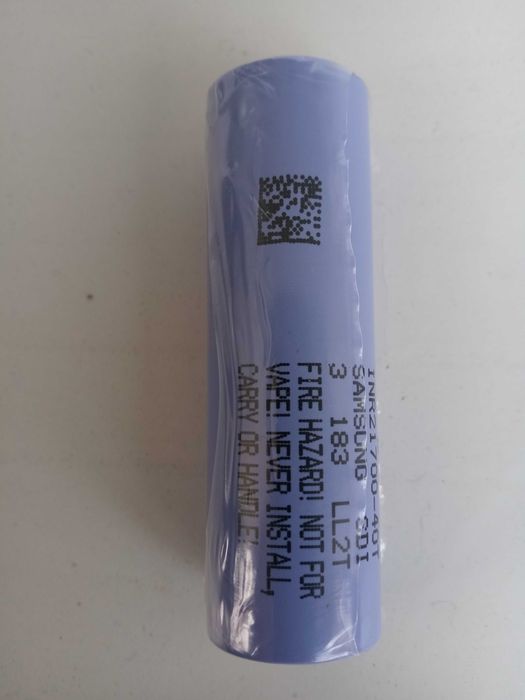 INR21700-40T
SAMSUNG SDI
3 183 LL2T
FIRE HAZARD! NOT FOR
VAPE! NEVER INSTALL,
CARRY OR HANDLE!